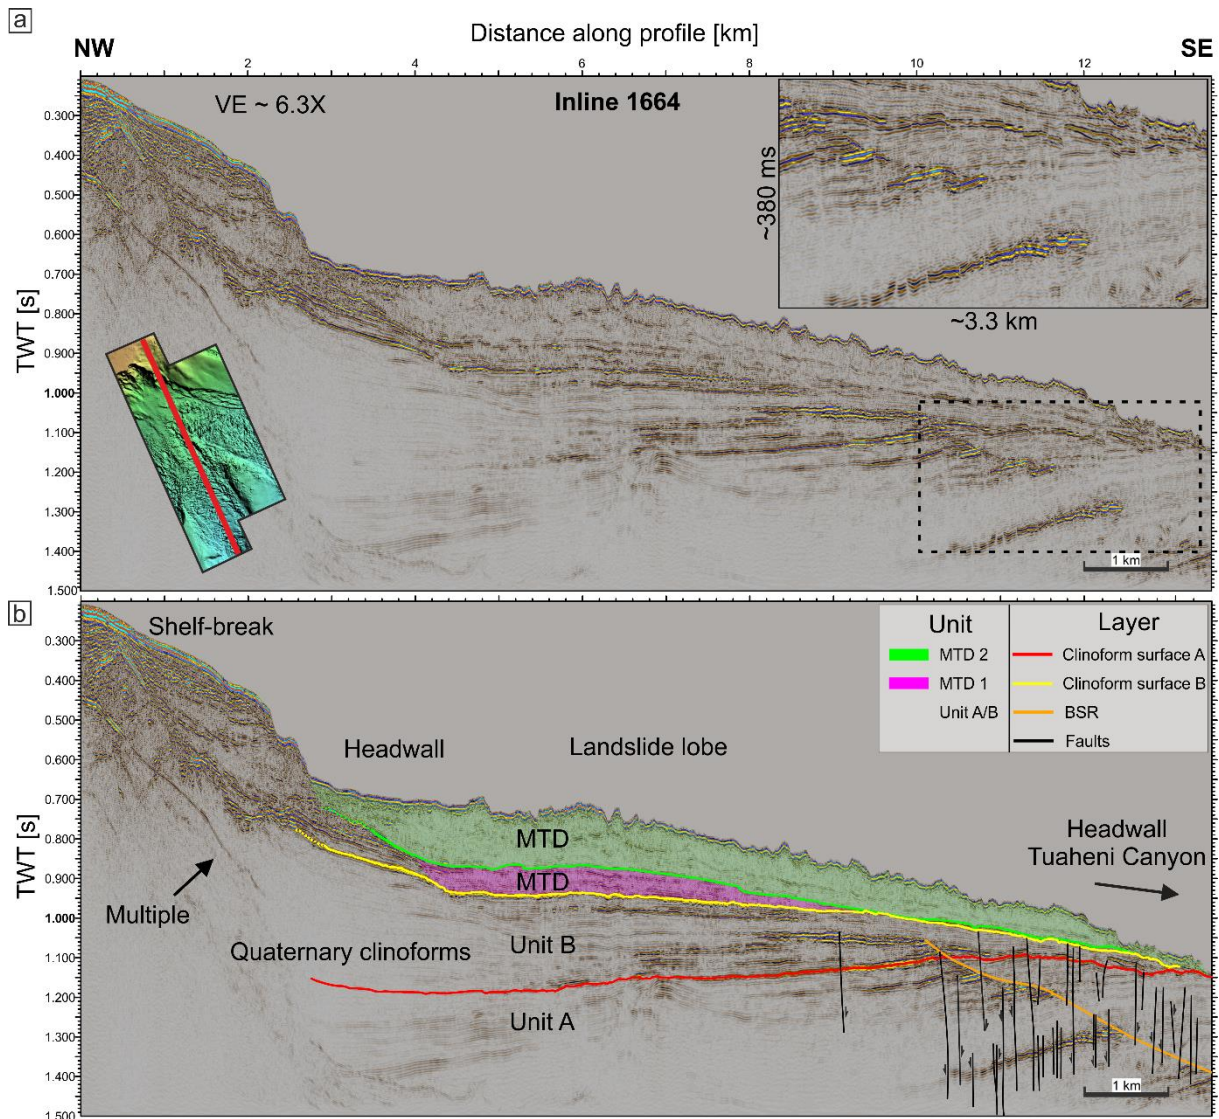 a
Distance along profile [km]
NW
SE
2
4
6
8
10
12
VE ~ 6.3X
Inline 1664
0.300
0.400
0.500
0.600
0.700
0.800
0.900
1.000
1.100
1.200
1.300
1.400
1.500
TWT [s]
~380 ms
~3.3 km
1 km
b
Shelf-break
Unit
Layer
MTD 2
Clinoform surface A
MTD 1
Clinoform surface B
Unit A/B
BSR
Faults
0.300
0.400
0.500
0.600
0.700
0.800
0.900
1.000
1.100
1.200
1.300
1.400
1.500
TWT [s]
Headwall
Landslide lobe
MTD
MTD
Headwall
Tuaheni Canyon
Multiple
Quaternary clinoforms
Unit B
Unit A
1 km